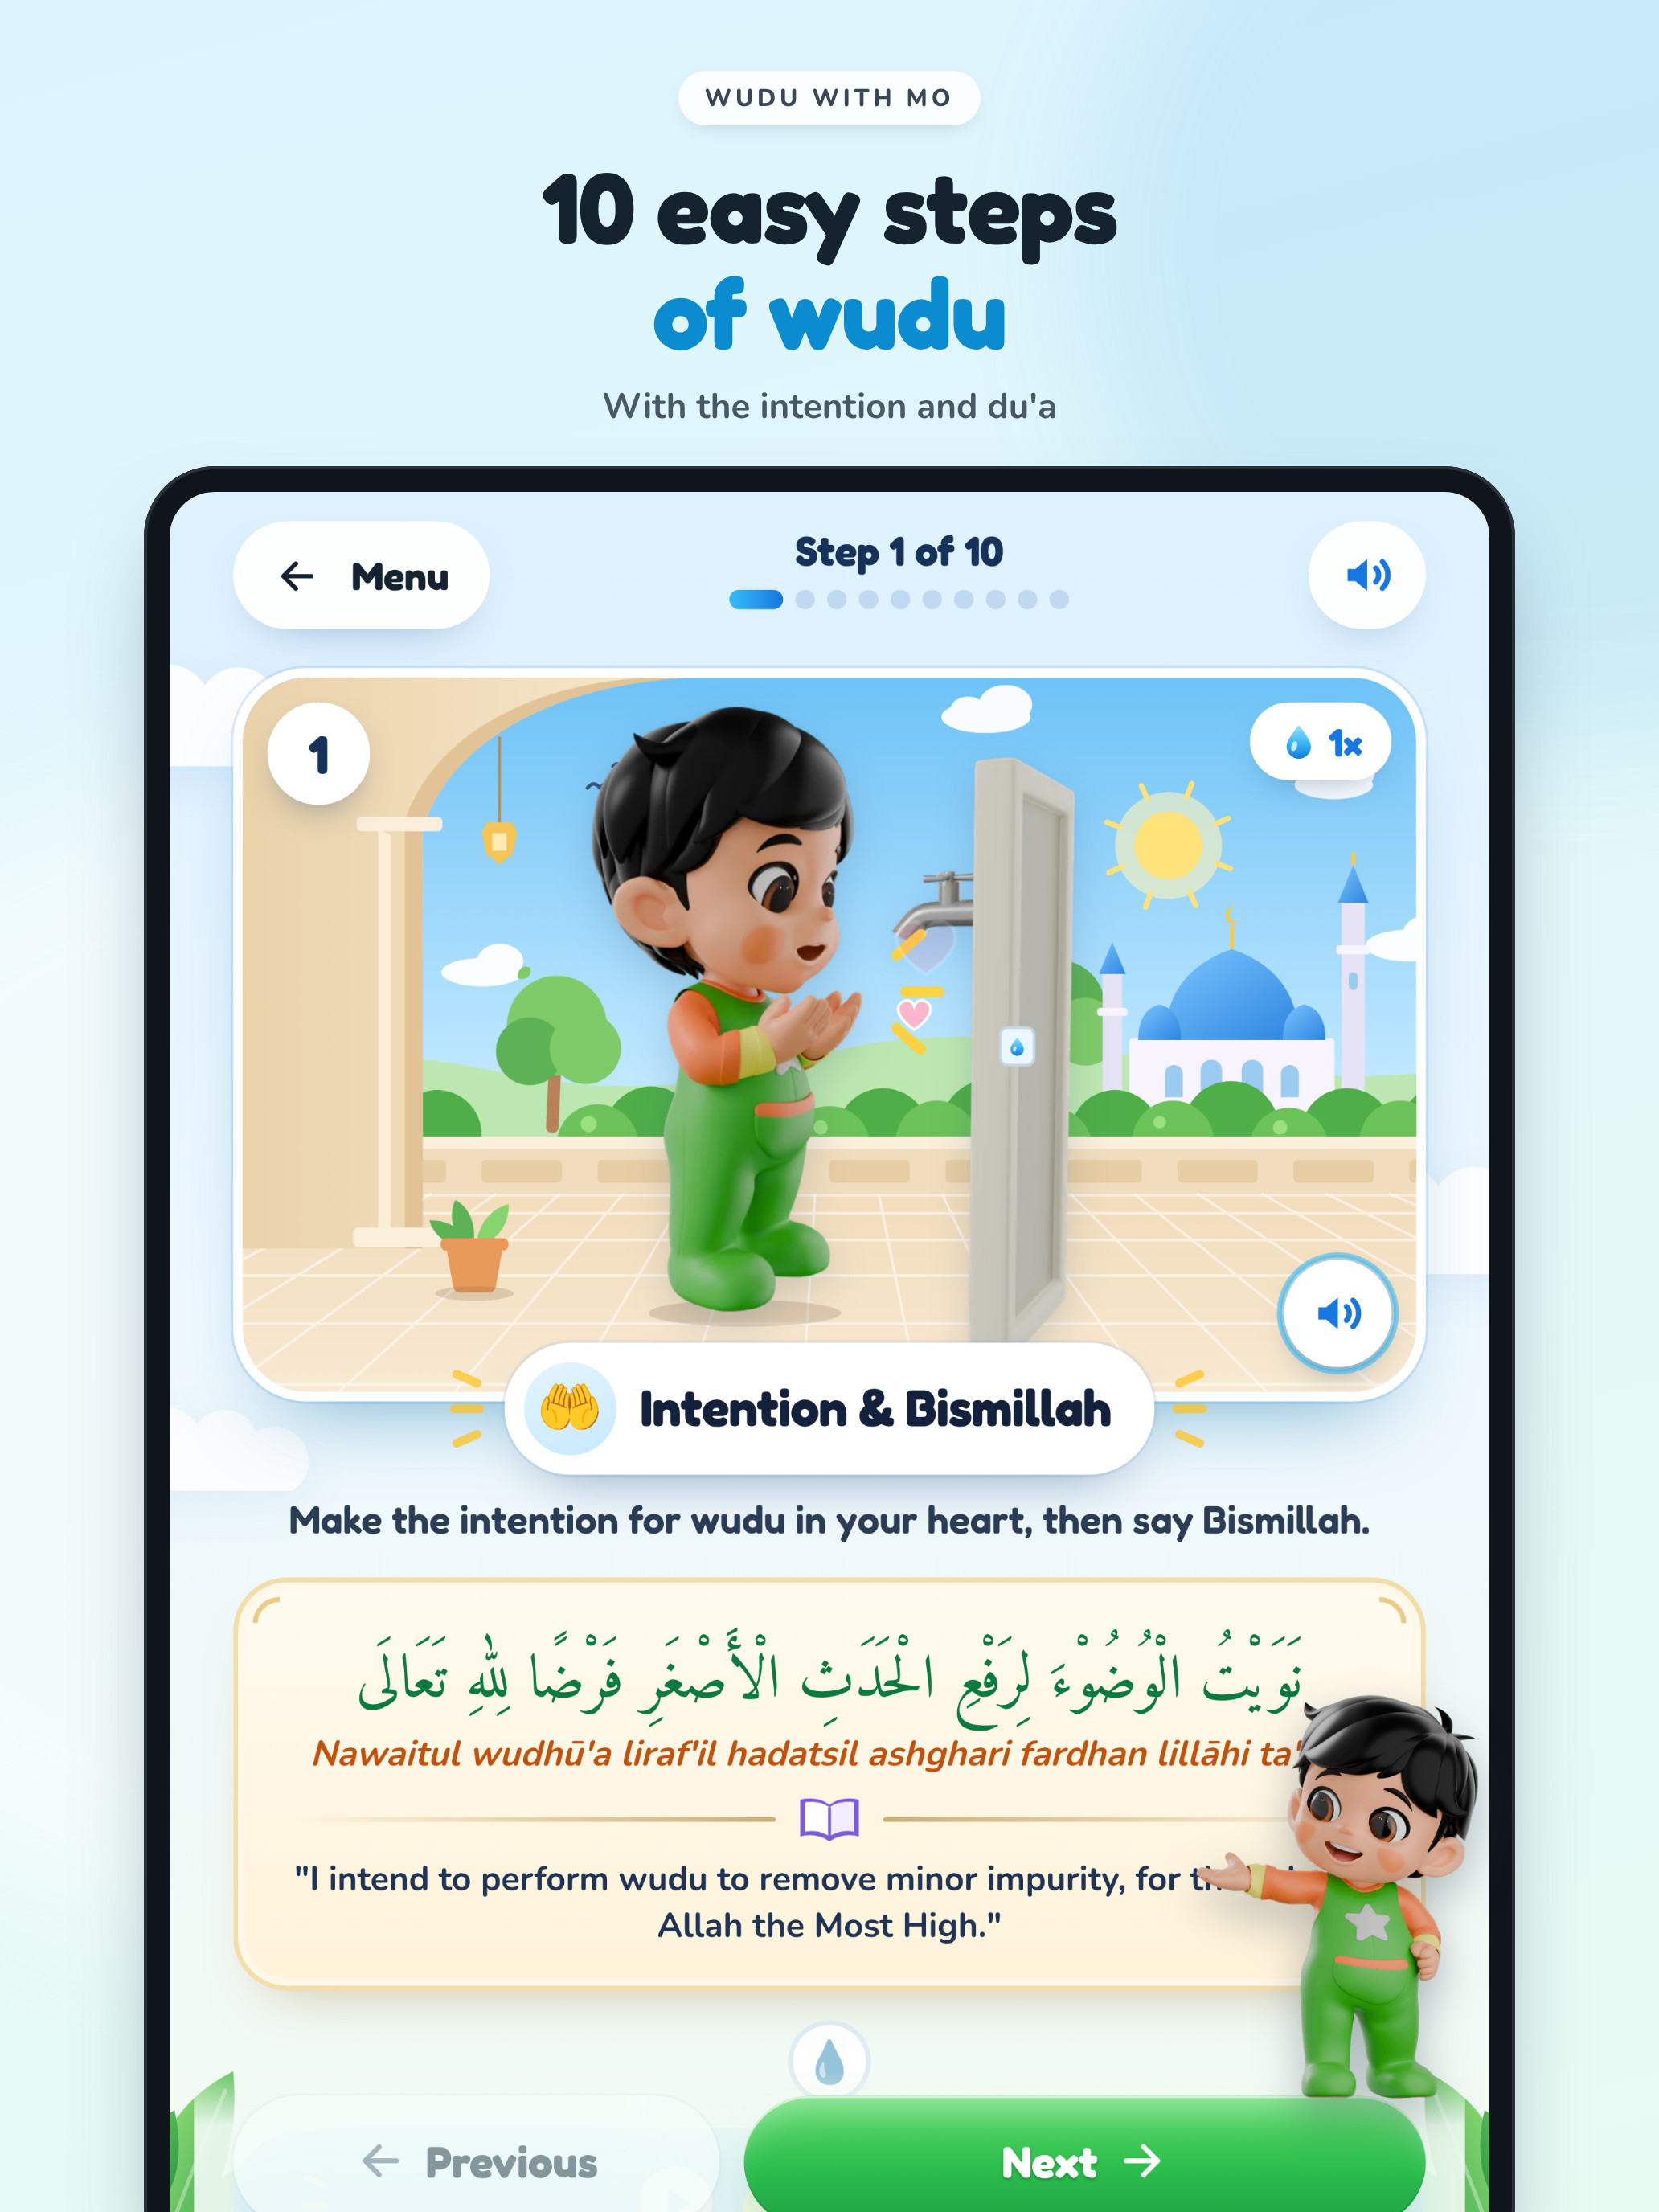 WUDU WITH MO
10 easy steps
of wudu
With the intention and du'a
Menu
Step 1 of 10
1
1x
Intention & Bismillah
Make the intention for wudu in your heart, then say Bismillah.
نَوَيْتُ الْوُضُوْءَ لِرَفْعِ الْحَدَثِ الْأَصْغَرِ فَرْضًا لِلّٰهِ تَعَالَى
Nawaitul wudhū'a liraf'il hadatsil ashghari fardhan lillāhi
"I intend to perform wudu to remove minor impurity, for
Allah the Most High."
Previous
Next